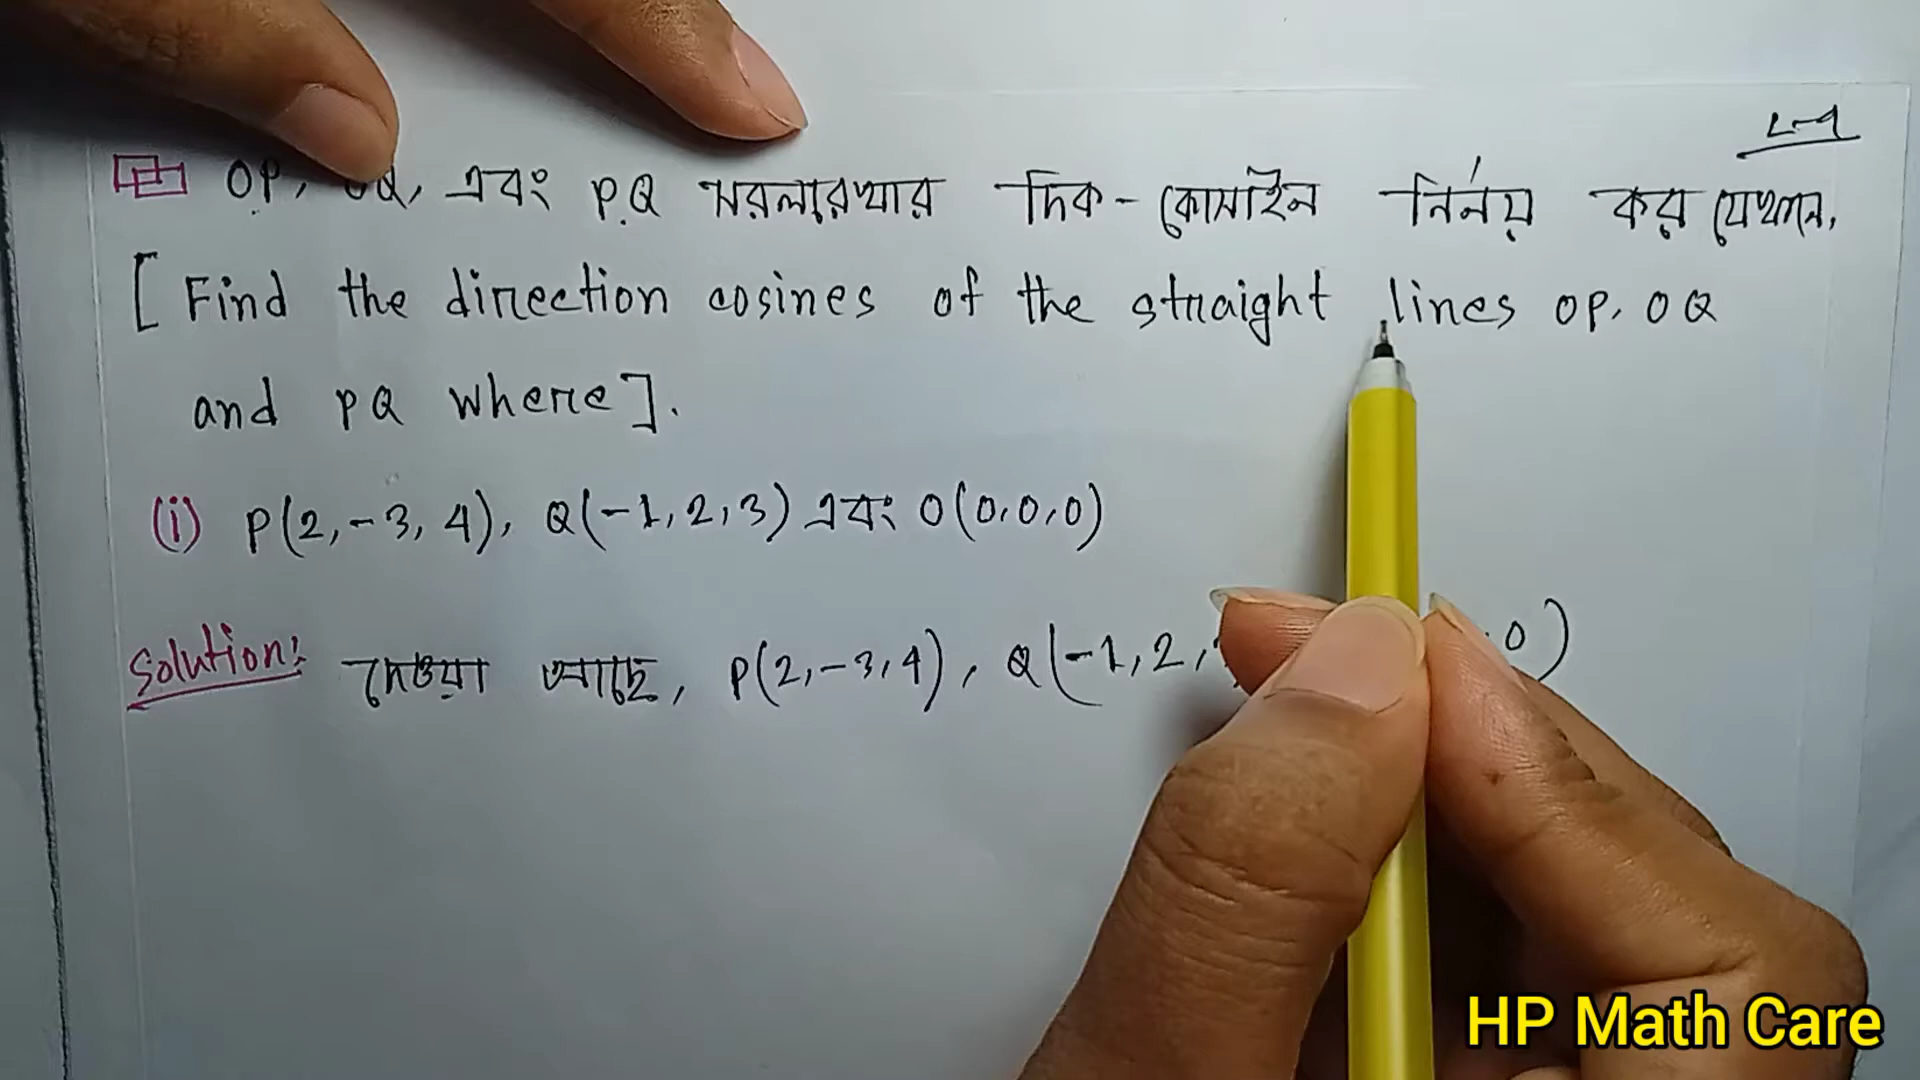 L-1
OP, OQ, এবং PQ সরলরেখার দিক-কোসাইন নির্ণয় কর যেখানে,
[Find the direction cosines of the straight lines OP, OQ
and PQ where].
(i) P(2,-3,4), Q(-1,2,3) এবং O(0,0,0)
Solution: দেওয়া আছে, P(2,-3,4), Q(-1,2, 0)
HP Math Care